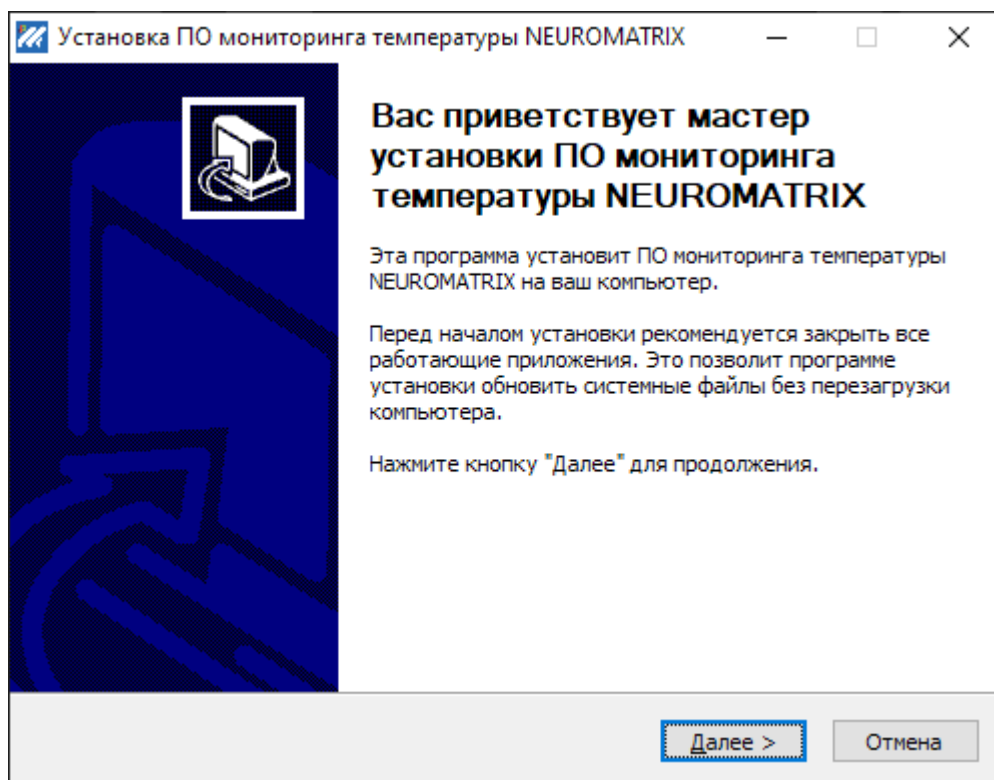 Установка ПО мониторинга температуры NEUROMATRIX
Вас приветствует мастер
установки ПО мониторинга
температуры NEUROMATRIX
Эта программа установит ПО мониторинга температуры
NEUROMATRIX на ваш компьютер.
Перед началом установки рекомендуется закрыть все
работающие приложения. Это позволит программе
установки обновить системные файлы без перезагрузки
компьютера.
Нажмите кнопку "Далее" для продолжения.
Далее >
Отмена